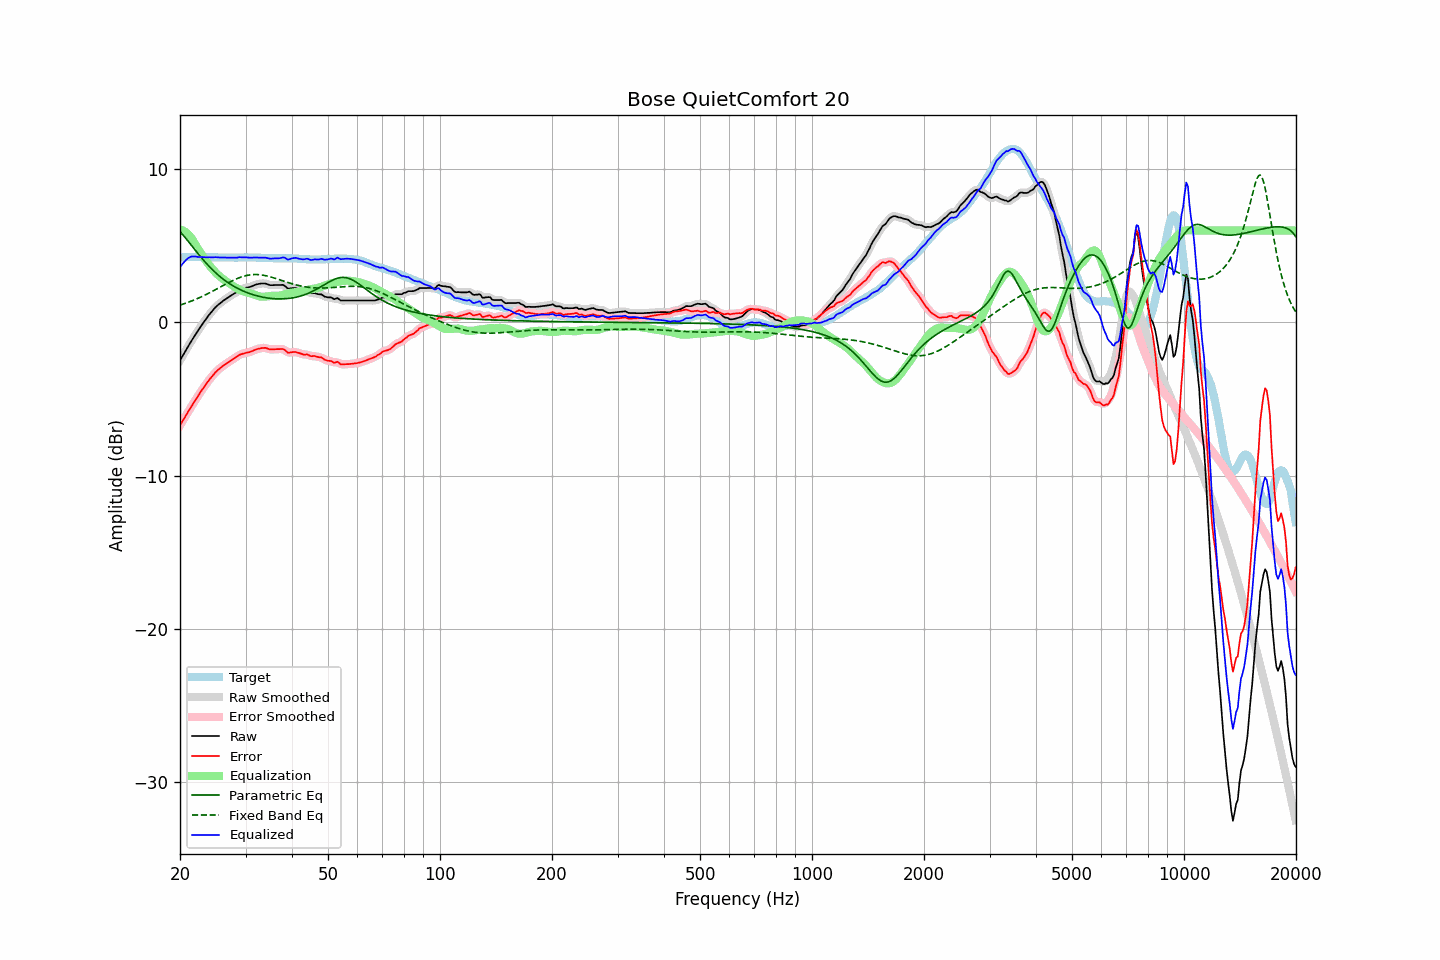 Bose QuietComfort 20
Amplitude (dBr)
10
0
−10
−20
−30
Target
Raw Smoothed
Error Smoothed
Raw
Error
Equalization
Parametric Eq
Fixed Band Eq
Equalized
20 50 100 200 500 1000 2000 5000 10000 20000
Frequency (Hz)